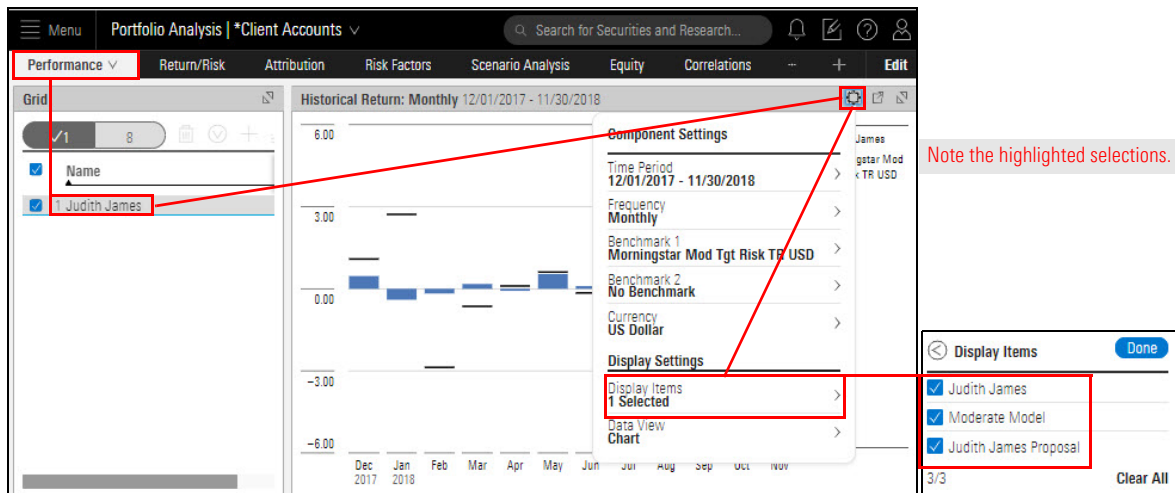 Menu Portfolio Analysis | *Client Accounts
Search for Securities and Research...
Performance Return/Risk Attribution Risk Factors Scenario Analysis Equity Correlations Edit
Grid
✓1 8
Name
1 Judith James
Historical Return: Monthly 12/01/2017 - 11/30/2018
6.00
3.00
0.00
-3.00
-6.00
Dec Jan Feb Mar Apr May Jun Jul Aug Sep Oct Nov
2017 2018
Component Settings
Time Period
12/01/2017 - 11/30/2018
Frequency
Monthly
Benchmark 1
Morningstar Mod Tgt Risk TR USD
Benchmark 2
No Benchmark
Currency
US Dollar
Display Settings
Display Items
1 Selected
Data View
Chart
James
gstar Mod
k TR USD
Note the highlighted selections.
Display Items Done
Judith James
Moderate Model
Judith James Proposal
3/3 Clear All